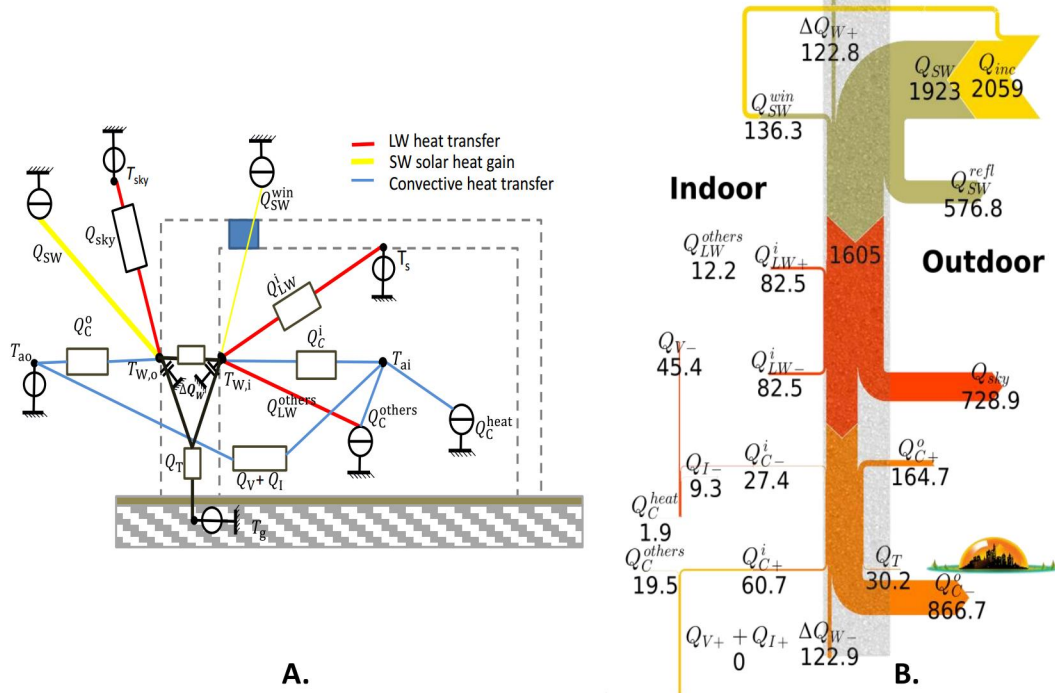 LW heat transfer
SW solar heat gain
Convective heat transfer
T_sky
Q_SW^win
Q_sky
Q_SW
Q_LW^i
T_s
Q_C^o
Q_C^i
T_ao
T_W,o
ΔQ_W
T_W,i
T_ai
Q_LW^others
Q_C^others
Q_C^heat
Q_T
Q_V + Q_I
T_g
A.
ΔQ_W+
122.8
Q_SW
1923
Q_inc
2059
Q_SW^win
136.3
Indoor
Q_SW^refl
576.8
Q_LW^others
12.2
Q_LW+^i
82.5
1605
Outdoor
Q_V-
45.4
Q_LW-^i
82.5
Q_sky
728.9
Q_I-
9.3
Q_C-^i
27.4
Q_C+^o
164.7
Q_C^heat
1.9
Q_C^others
19.5
Q_C+^i
60.7
Q_T
30.2
Q_C-^o
866.7
Q_V+ + Q_I+
0
ΔQ_W-
122.9
B.